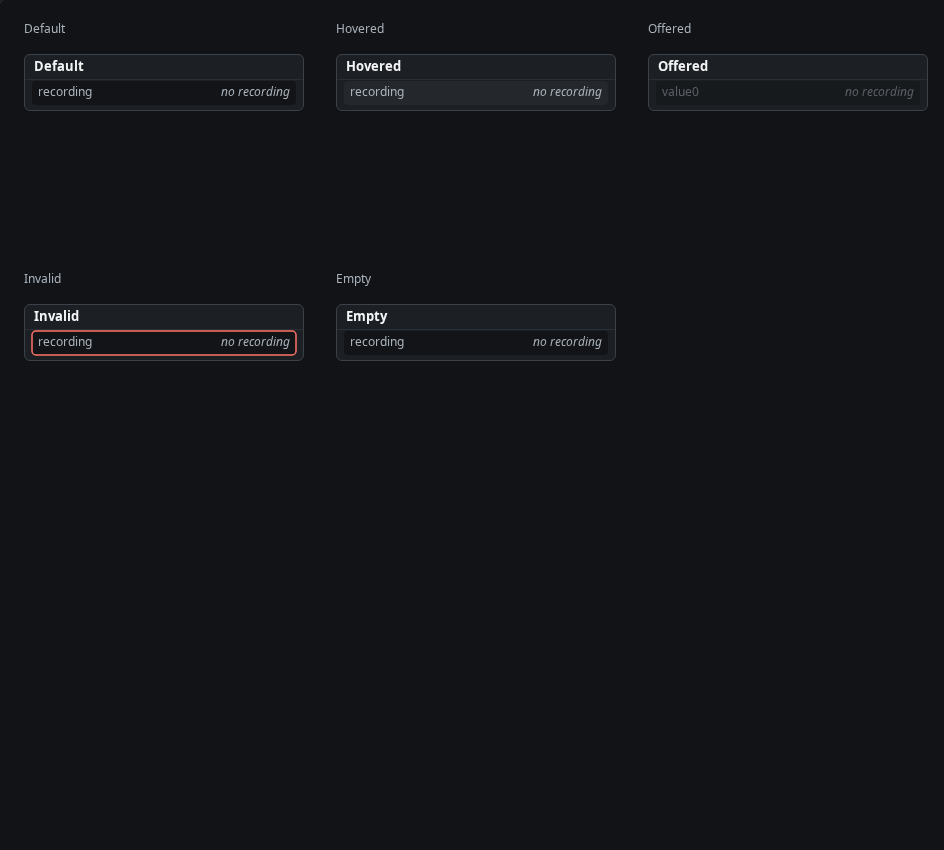 Default
Hovered
Offered
Default
Hovered
Offered
recording no recording
recording no recording
value0 no recording
Invalid
Empty
Invalid
Empty
recording no recording
recording no recording